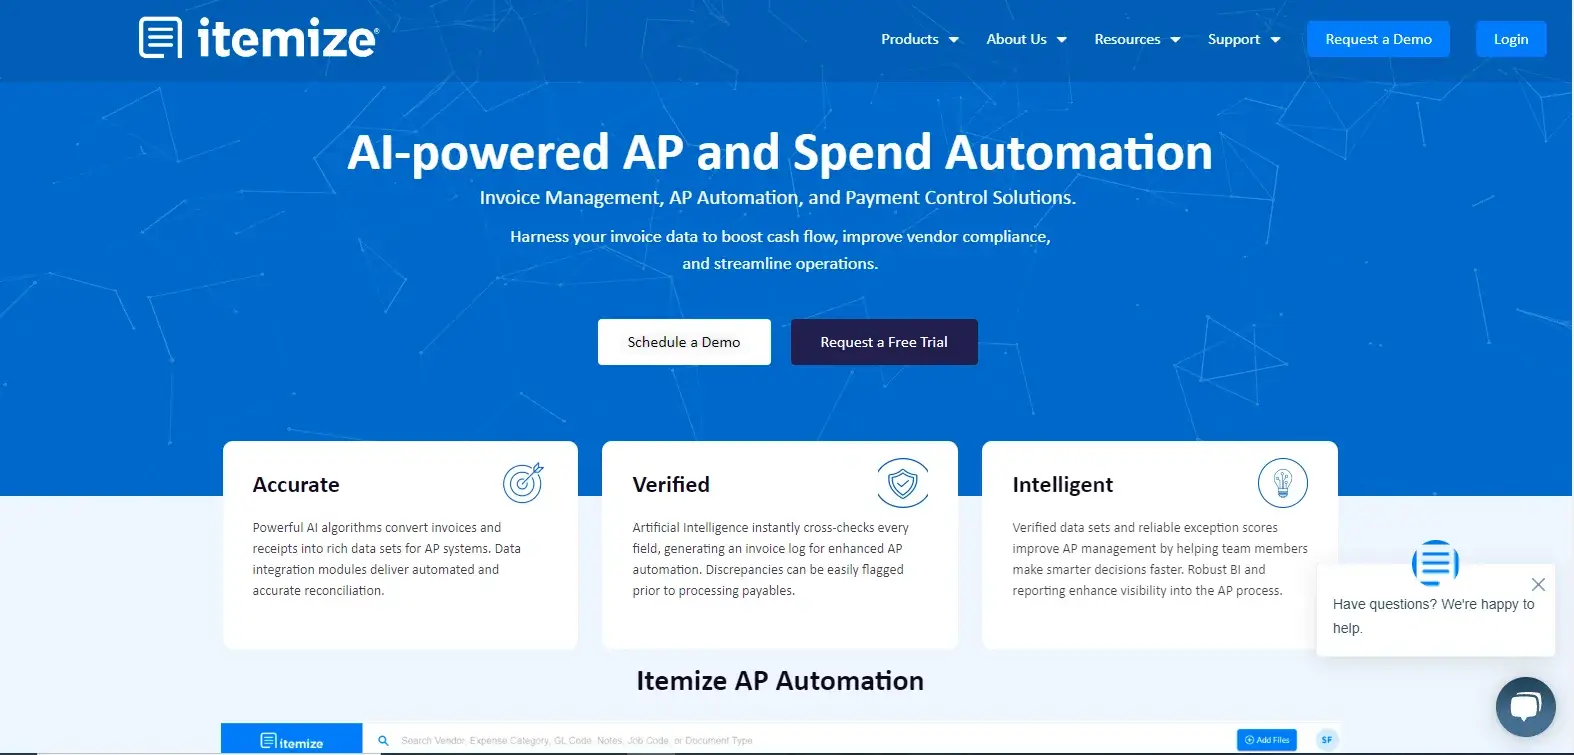 itemize®
Products About Us Resources Support Request a Demo Login
AI-powered AP and Spend Automation
Invoice Management, AP Automation, and Payment Control Solutions.
Harness your invoice data to boost cash flow, improve vendor compliance,
and streamline operations.
Schedule a Demo Request a Free Trial
Accurate
Powerful AI algorithms convert invoices and
receipts into rich data sets for AP systems. Data
integration modules deliver automated and
accurate reconciliation.
Verified
Artificial Intelligence instantly cross-checks every
field, generating an invoice log for enhanced AP
automation. Discrepancies can be easily flagged
prior to processing payables.
Intelligent
Verified data sets and reliable exception scores
improve AP management by helping team members
make smarter decisions faster. Robust BI and
reporting enhance visibility into the AP process.
Have questions? We're happy to
help.
Itemize AP Automation
itemize Search Vendor, Expense Category, GL Code, Notes, Job Code, or Document Type Add Files SF